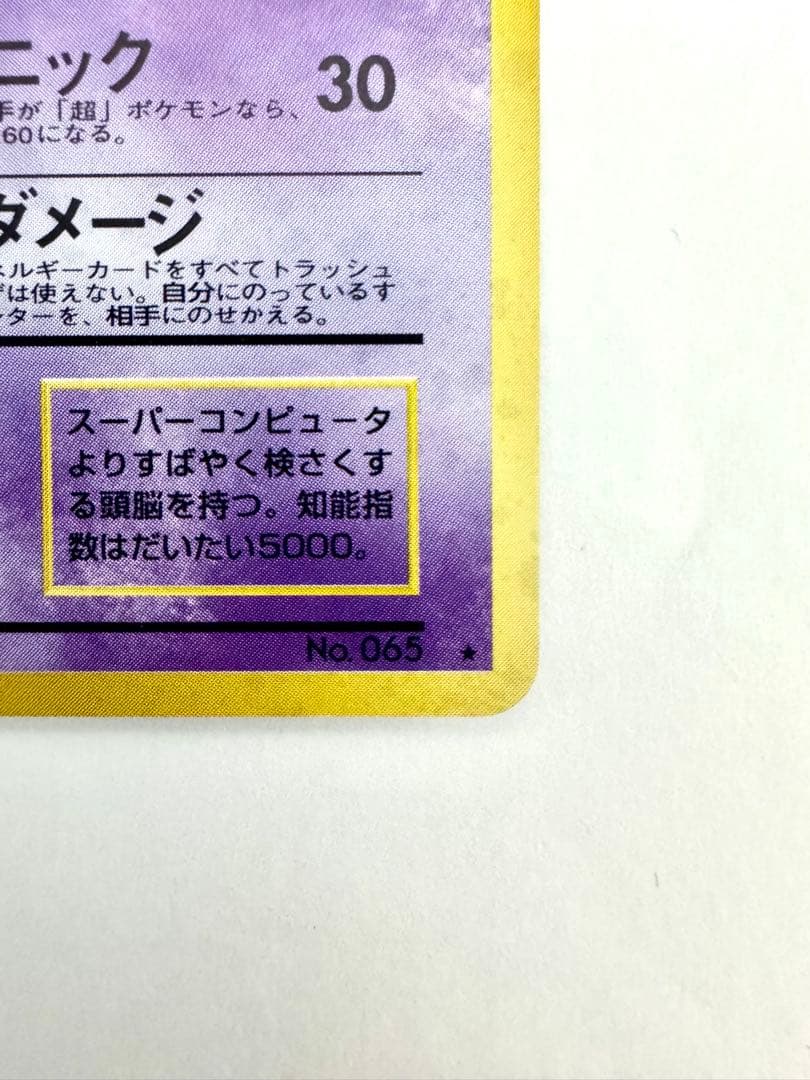 ニック 30
手が「超」ポケモンなら、
60になる。
ダメージ
ネルギーカードをすべてトラッシュ
は使えない。自分にのっているす
ターを、相手にのせかえる。
スーパーコンピュータ
よりすばやく検さくす
る頭脳を持つ。知能指
数はだいたい5000。
No. 065 ★